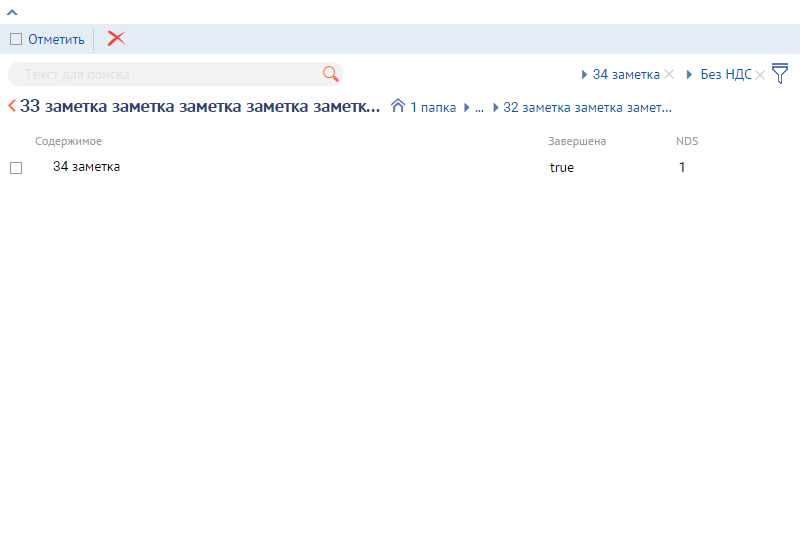 Отметить
Текст для поиска
34 заметка
Без НДС
33 заметка заметка заметка заметка заметк...
1 папка
...
32 заметка заметка замет...
Содержимое Завершена NDS
34 заметка true 1